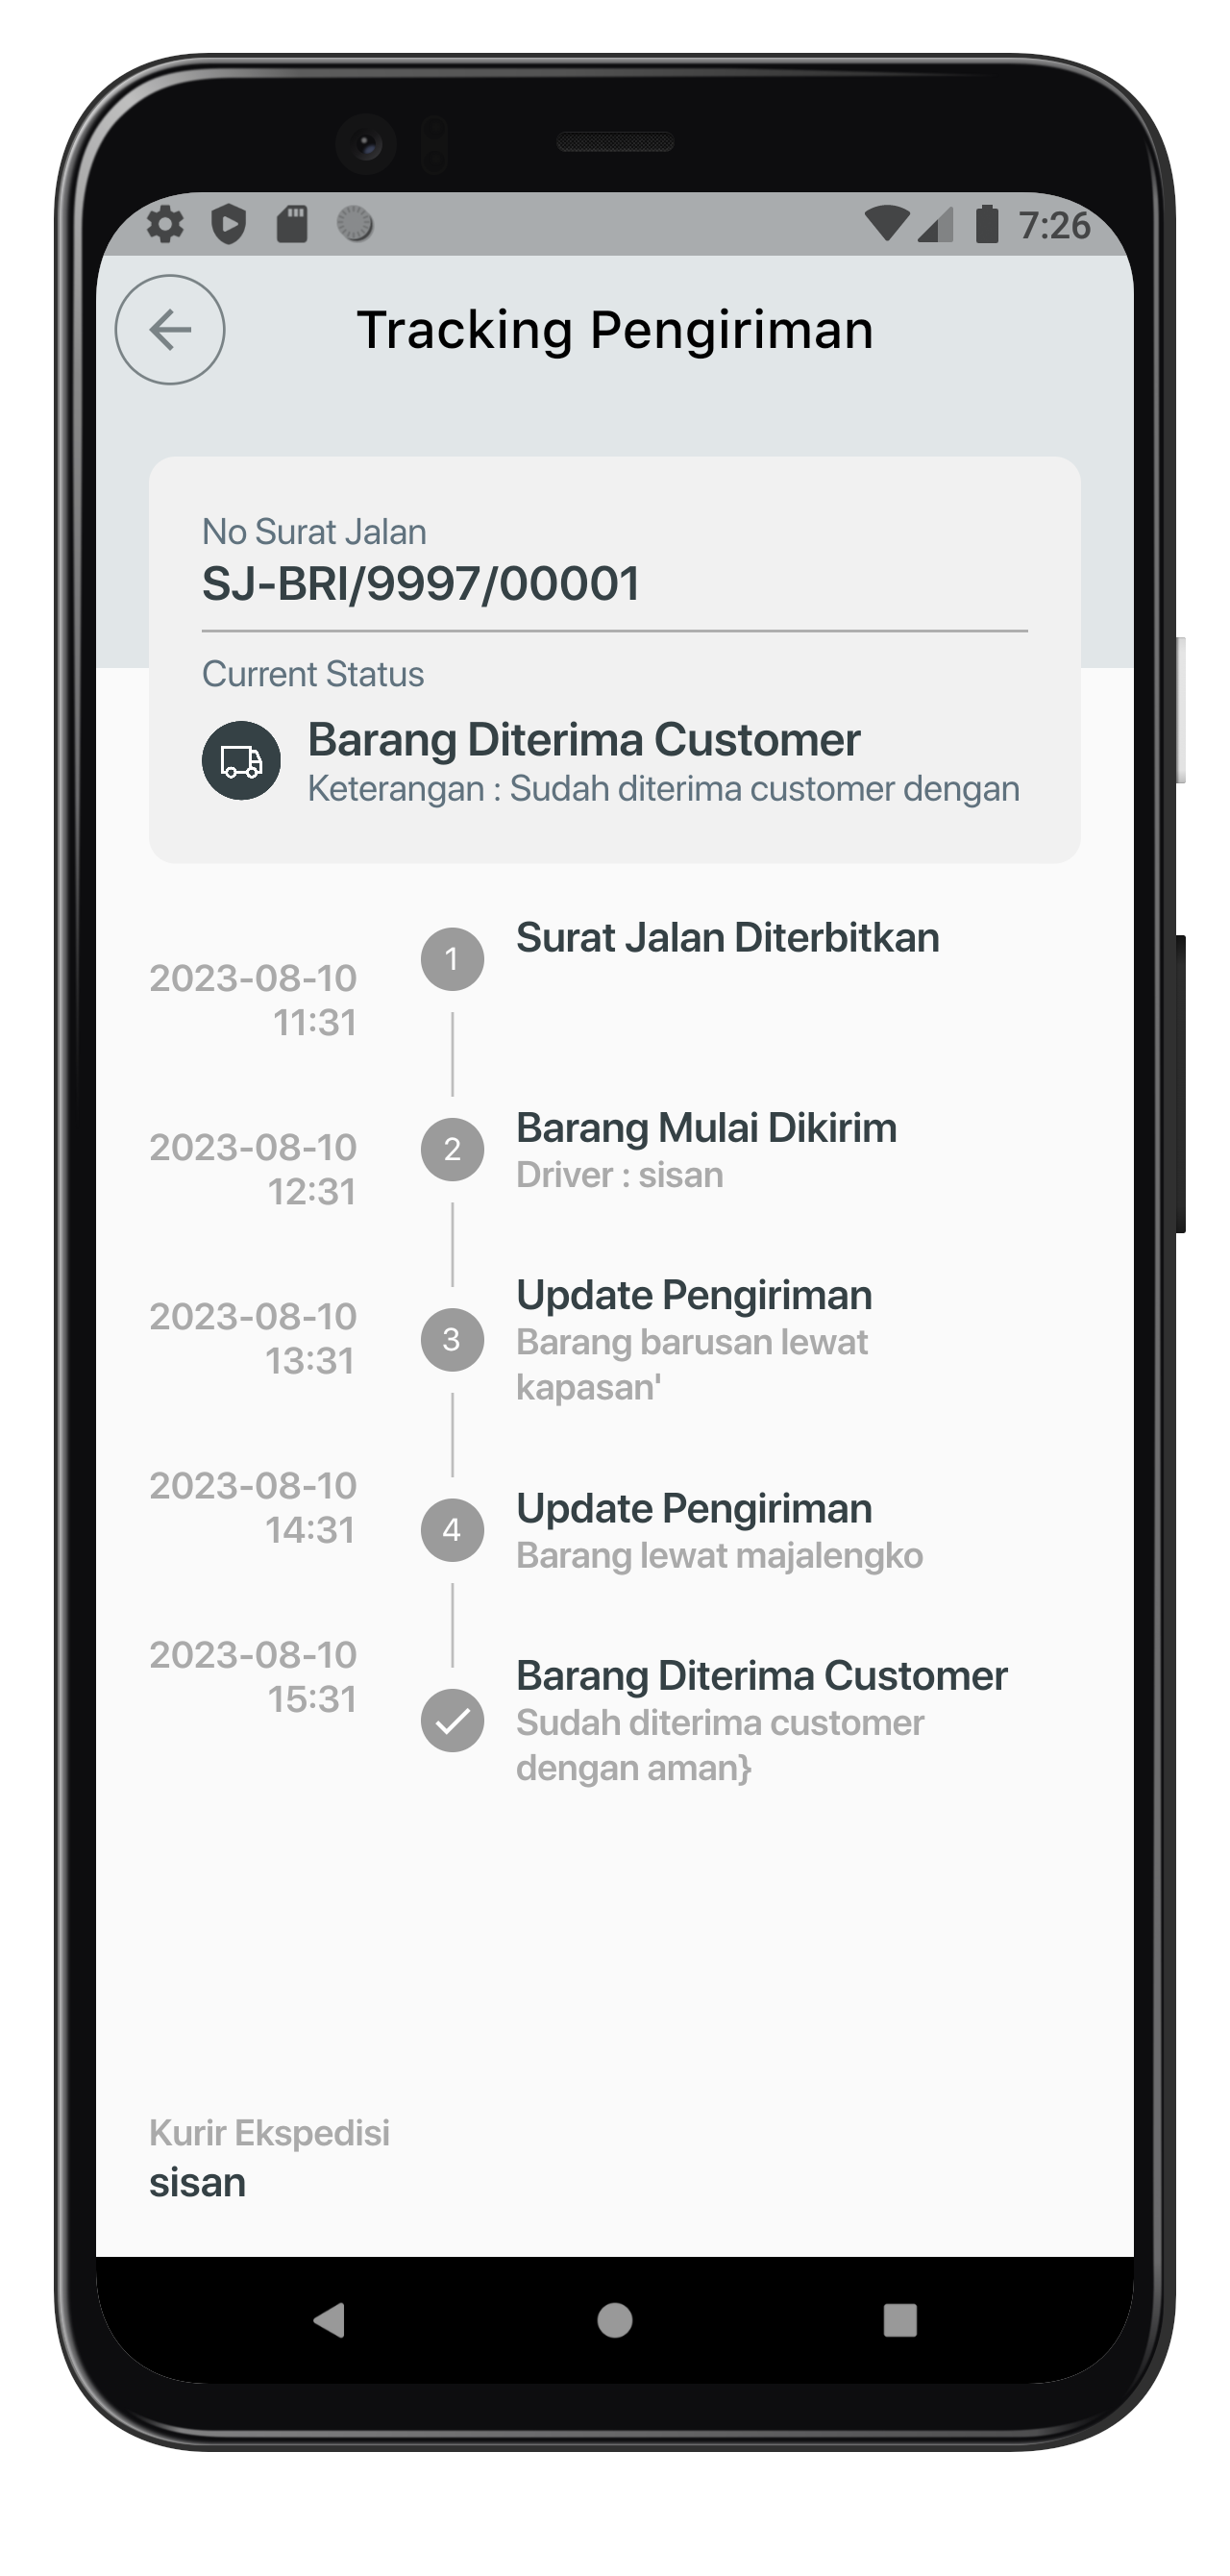 7:26
Tracking Pengiriman
No Surat Jalan
SJ-BRI/9997/00001
Current Status
Barang Diterima Customer
Keterangan : Sudah diterima customer dengan
2023-08-10
11:31
1
Surat Jalan Diterbitkan
2023-08-10
12:31
2
Barang Mulai Dikirim
Driver : sisan
2023-08-10
13:31
3
Update Pengiriman
Barang barusan lewat
kapasan'
2023-08-10
14:31
4
Update Pengiriman
Barang lewat majalengko
2023-08-10
15:31
Barang Diterima Customer
Sudah diterima customer
dengan aman}
Kurir Ekspedisi
sisan